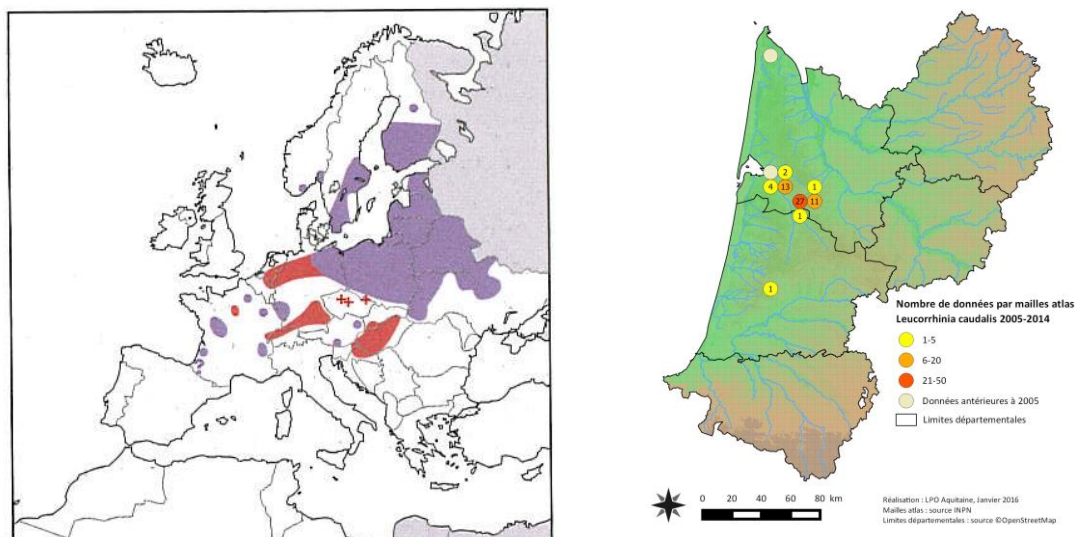 ?
2
4
13
1
27
11
1
1
Nombre de données par mailles atlas
Leucorrhinia caudalis 2005-2014
1-5
6-20
21-50
Données antérieures à 2005
Limites départementales
0 20 40 60 80 km
Réalisation : LPO Aquitaine, Janvier 2016
Mailles atlas : source INPN
Limites départementales : source ©OpenStreetMap